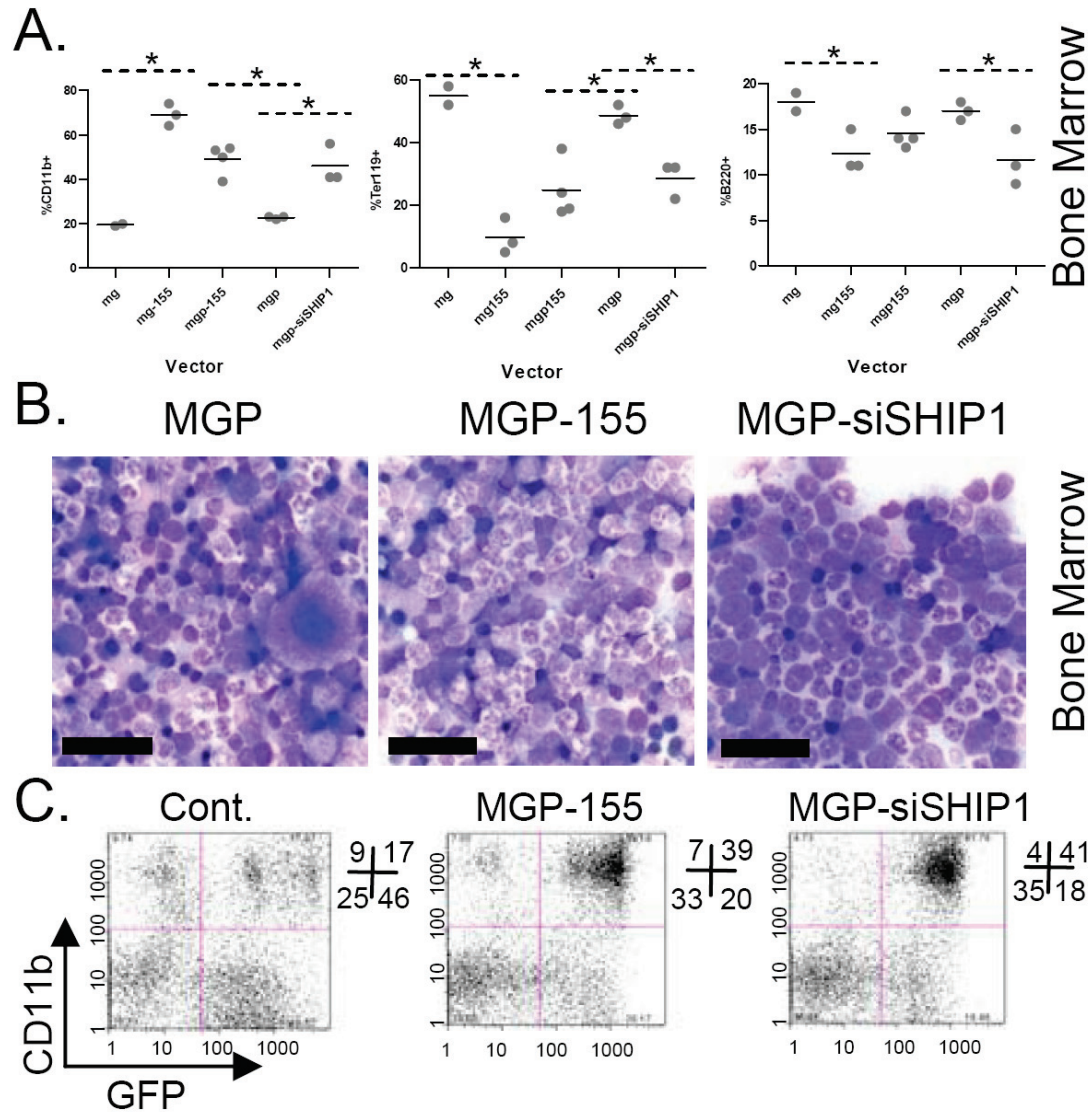 A.
* * *
%CD11b+
80
60
40
20
0
mg
mg-155
mgp-155
mgp
mgp-siSHIP1
Vector
* * *
%Ter119+
60
40
20
0
mg
mg155
mgp155
mgp
mgp-siSHIP1
Vector
* *
%B220+
20
15
10
5
0
mg
mg155
mgp155
mgp
mgp-siSHIP1
Vector
Bone Marrow
B.
MGP MGP-155 MGP-siSHIP1
Bone Marrow
C.
Cont. MGP-155 MGP-siSHIP1
CD11b
1000
100
10
1
1 10 100 1000
9 17
25 46
1000
100
10
1
1 10 100 1000
7 39
33 20
1000
100
10
1
1 10 100 1000
4 41
35 18
GFP